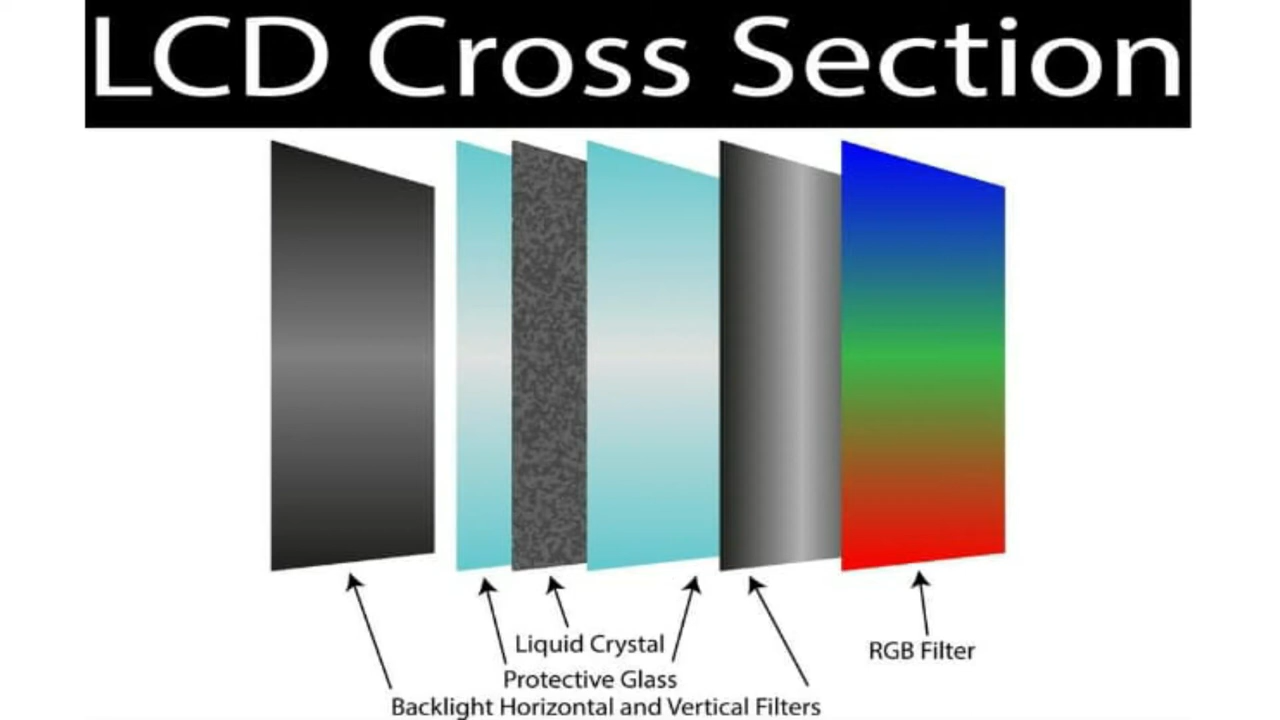 LCD Cross Section
Liquid Crystal
RGB Filter
Protective Glass
Backlight Horizontal and Vertical Filters